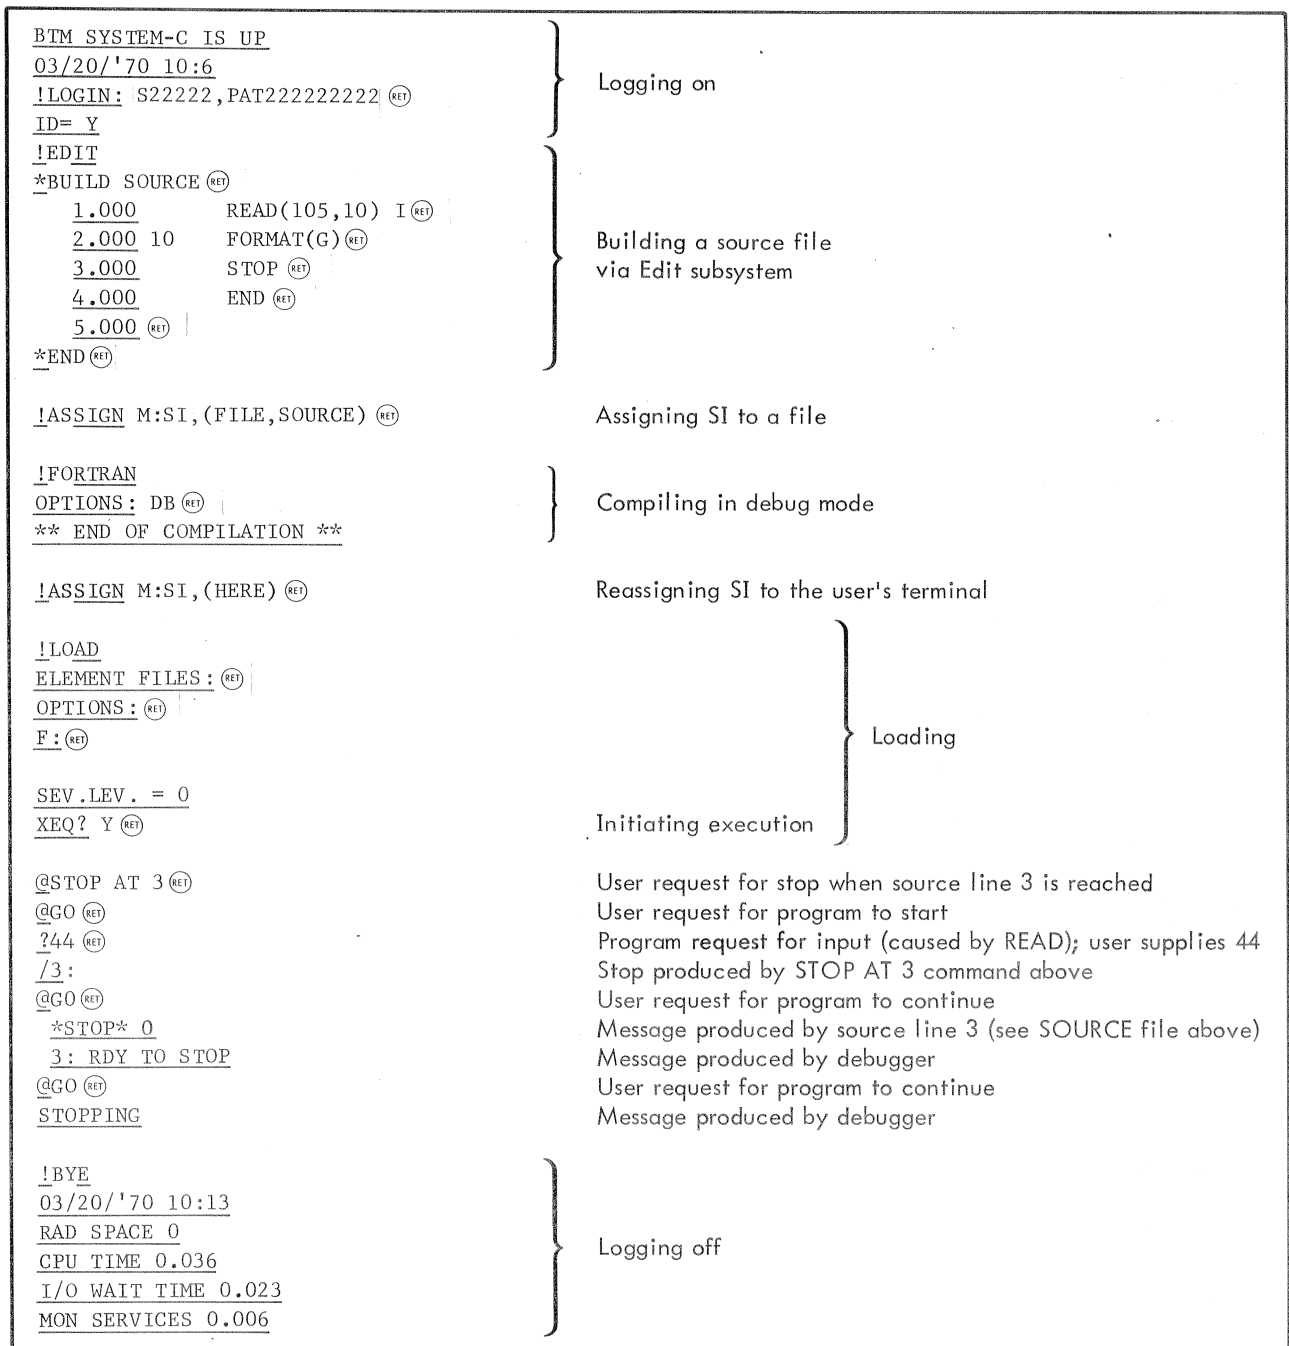 BTM SYSTEM-C IS UP
03/20/'70 10:6
!LOGIN: S22222,PAT222222222 RET
ID= Y
Logging on
!EDIT
*BUILD SOURCE RET
1.000 READ(105,10) I RET
2.000 10 FORMAT(G) RET
3.000 STOP RET
4.000 END RET
5.000 RET
*END RET
Building a source file
via Edit subsystem
!ASSIGN M:SI,(FILE,SOURCE) RET Assigning SI to a file
!FORTRAN
OPTIONS: DB RET
** END OF COMPILATION **
Compiling in debug mode
!ASSIGN M:SI,(HERE) RET Reassigning SI to the user's terminal
!LOAD
ELEMENT FILES: RET
OPTIONS: RET
F: RET
Loading
SEV.LEV. = 0
XEQ? Y RET Initiating execution
@STOP AT 3 RET User request for stop when source line 3 is reached
@GO RET User request for program to start
?44 RET Program request for input (caused by READ); user supplies 44
/3: Stop produced by STOP AT 3 command above
@GO RET User request for program to continue
*STOP* 0 Message produced by source line 3 (see SOURCE file above)
3: RDY TO STOP Message produced by debugger
@GO RET User request for program to continue
STOPPING Message produced by debugger
!BYE
03/20/'70 10:13
RAD SPACE 0
CPU TIME 0.036
I/O WAIT TIME 0.023
MON SERVICES 0.006
Logging off